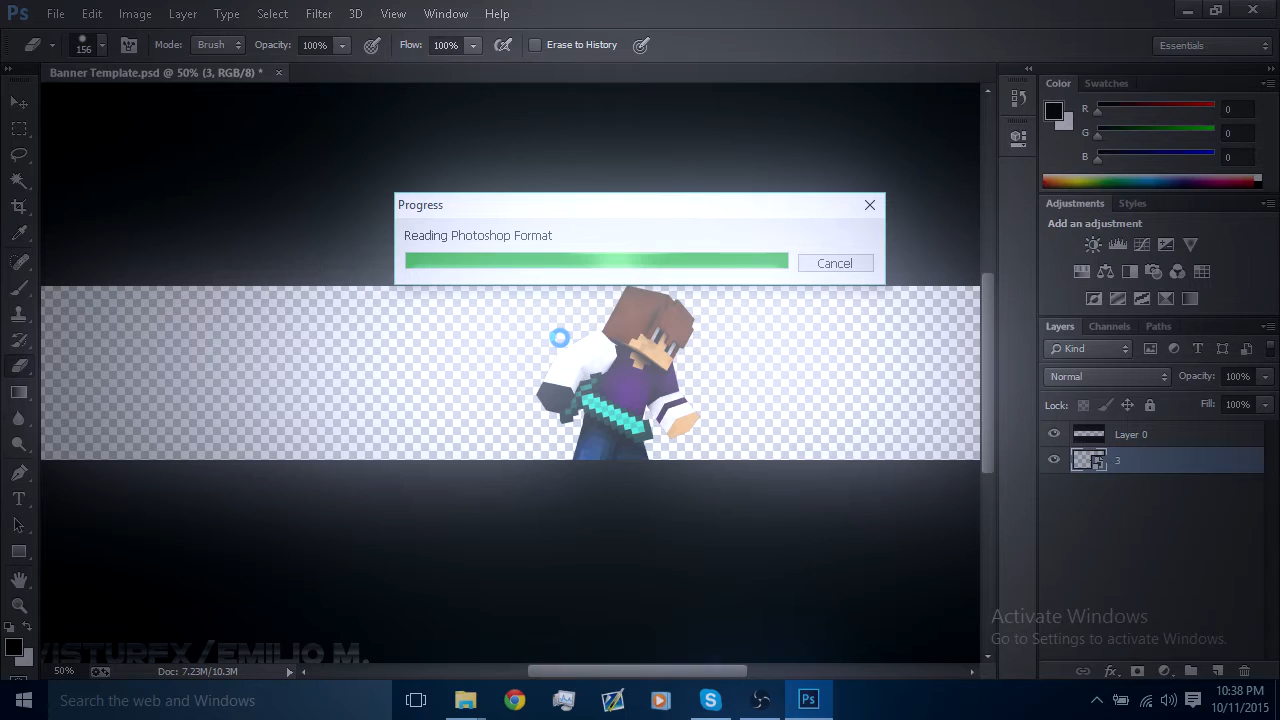 Ps File Edit Image Layer Type Select Filter 3D View Window Help
156 Mode: Brush Opacity: 100% Flow: 100% Erase to History Essentials
Banner Template.psd @ 50% (3, RGB/8) * ×
Color Swatches
R 0
G 0
B 0
Adjustments Styles
Add an adjustment
Progress
Reading Photoshop Format
Cancel
Layers Channels Paths
Kind
Normal Opacity: 100%
Lock: Fill: 100%
Layer 0
3
Activate Windows
Go to Settings to activate Windows.
VISTURFX/EMILIO M.
50% Doc: 7.23M/10.3M
Search the web and Windows
10:38 PM
10/11/2015